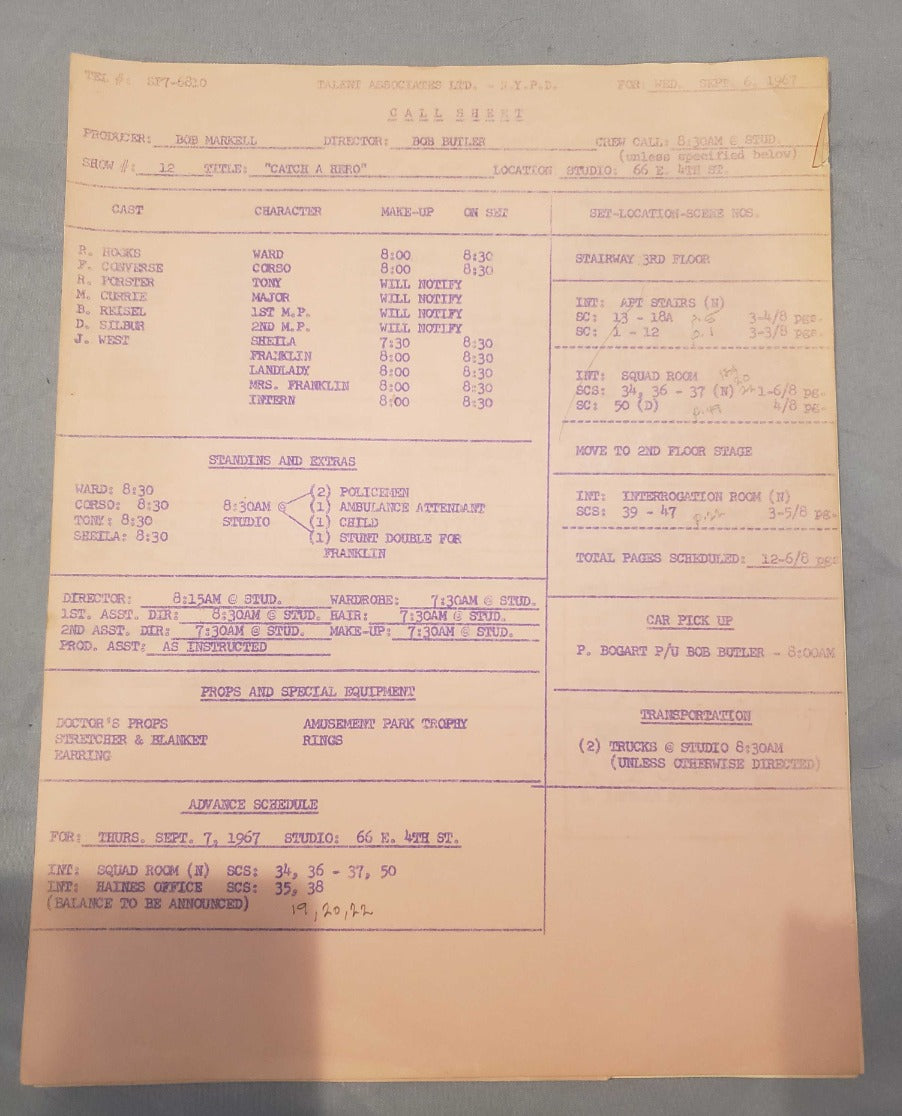 TEL #: SP7-6810 TALENT ASSOCIATES LTD. - N.Y.P.D. FOR: WED. SEPT. 6, 1967
CALL SHEET
PRODUCER: BOB MARKELL DIRECTOR: BOB BUTLER CREW CALL: 8:30AM @ STUD.
(unless specified below)
SHOW #: 12 TITLE: "CATCH A HERO" LOCATION STUDIO: 66 E. 4TH ST.
CAST CHARACTER MAKE-UP ON SET
R. HOOKS WARD 8:00 8:30
F. CONVERSE CORSO 8:00 8:30
R. FORSTER TONY WILL NOTIFY
M. CURRIE MAJOR WILL NOTIFY
B. REISEL 1ST M.P. WILL NOTIFY
D. SILBUR 2ND M.P. WILL NOTIFY
J. WEST SHEILA 7:30 8:30
FRANKLIN 8:00 8:30
LANDLADY 8:00 8:30
MRS. FRANKLIN 8:00 8:30
INTERN 8:00 8:30
STANDINS AND EXTRAS
WARD: 8:30
CORSO: 8:30
TONY: 8:30
SHEILA: 8:30
8:30AM @
STUDIO
(2) POLICEMEN
(1) AMBULANCE ATTENDANT
(1) CHILD
(1) STUNT DOUBLE FOR
FRANKLIN
DIRECTOR: 8:15AM @ STUD. WARDROBE: 7:30AM @ STUD.
1ST. ASST. DIR: 8:30AM @ STUD. HAIR: 7:30AM @ STUD.
2ND ASST. DIR: 7:30AM @ STUD. MAKE-UP: 7:30AM @ STUD.
PROD. ASST: AS INSTRUCTED
PROPS AND SPECIAL EQUIPMENT
DOCTOR'S PROPS AMUSEMENT PARK TROPHY
STRETCHER & BLANKET RINGS
EARRING
ADVANCE SCHEDULE
FOR: THURS. SEPT. 7, 1967 STUDIO: 66 E. 4TH ST.
INT: SQUAD ROOM (N) SCS: 34, 36 - 37, 50
INT: HAINES OFFICE SCS: 35, 38
(BALANCE TO BE ANNOUNCED) 19, 20, 22
SET-LOCATION-SCENE NOS.
STAIRWAY 3RD FLOOR
INT: APT STAIRS (N)
SC: 13 - 18A p.6 3-4/8 pgs.
SC: 1 - 12 p.1 3-3/8 pgs.
INT: SQUAD ROOM
SCS: 34, 36 - 37 (N) 1-6/8 pg.
SC: 50 (D) 4/8 pg.
MOVE TO 2ND FLOOR STAGE
INT: INTERROGATION ROOM (N)
SCS: 39 - 47 3-5/8 pg.
TOTAL PAGES SCHEDULED: 12-6/8 pgs
CAR PICK UP
P. BOGART P/U BOB BUTLER - 8:00AM
TRANSPORTATION
(2) TRUCKS @ STUDIO 8:30AM
(UNLESS OTHERWISE DIRECTED)